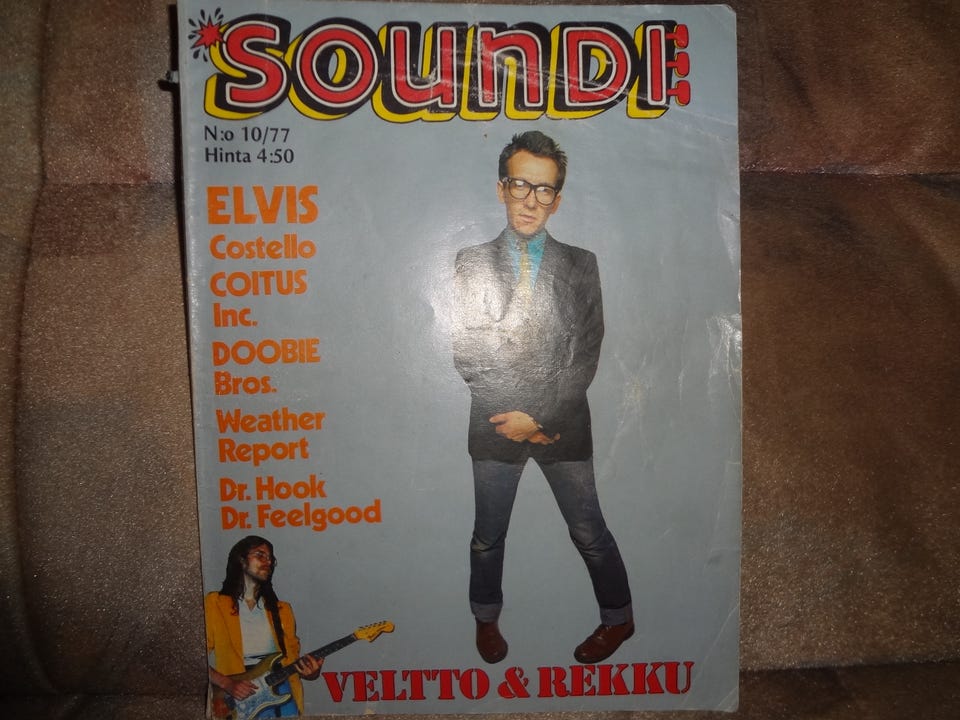 SOUNDI
N:o 10/77
Hinta 4:50
ELVIS
Costello
COITUS
Inc.
DOOBIE
Bros.
Weather
Report
Dr. Hook
Dr. Feelgood
VELTTO & REKKU